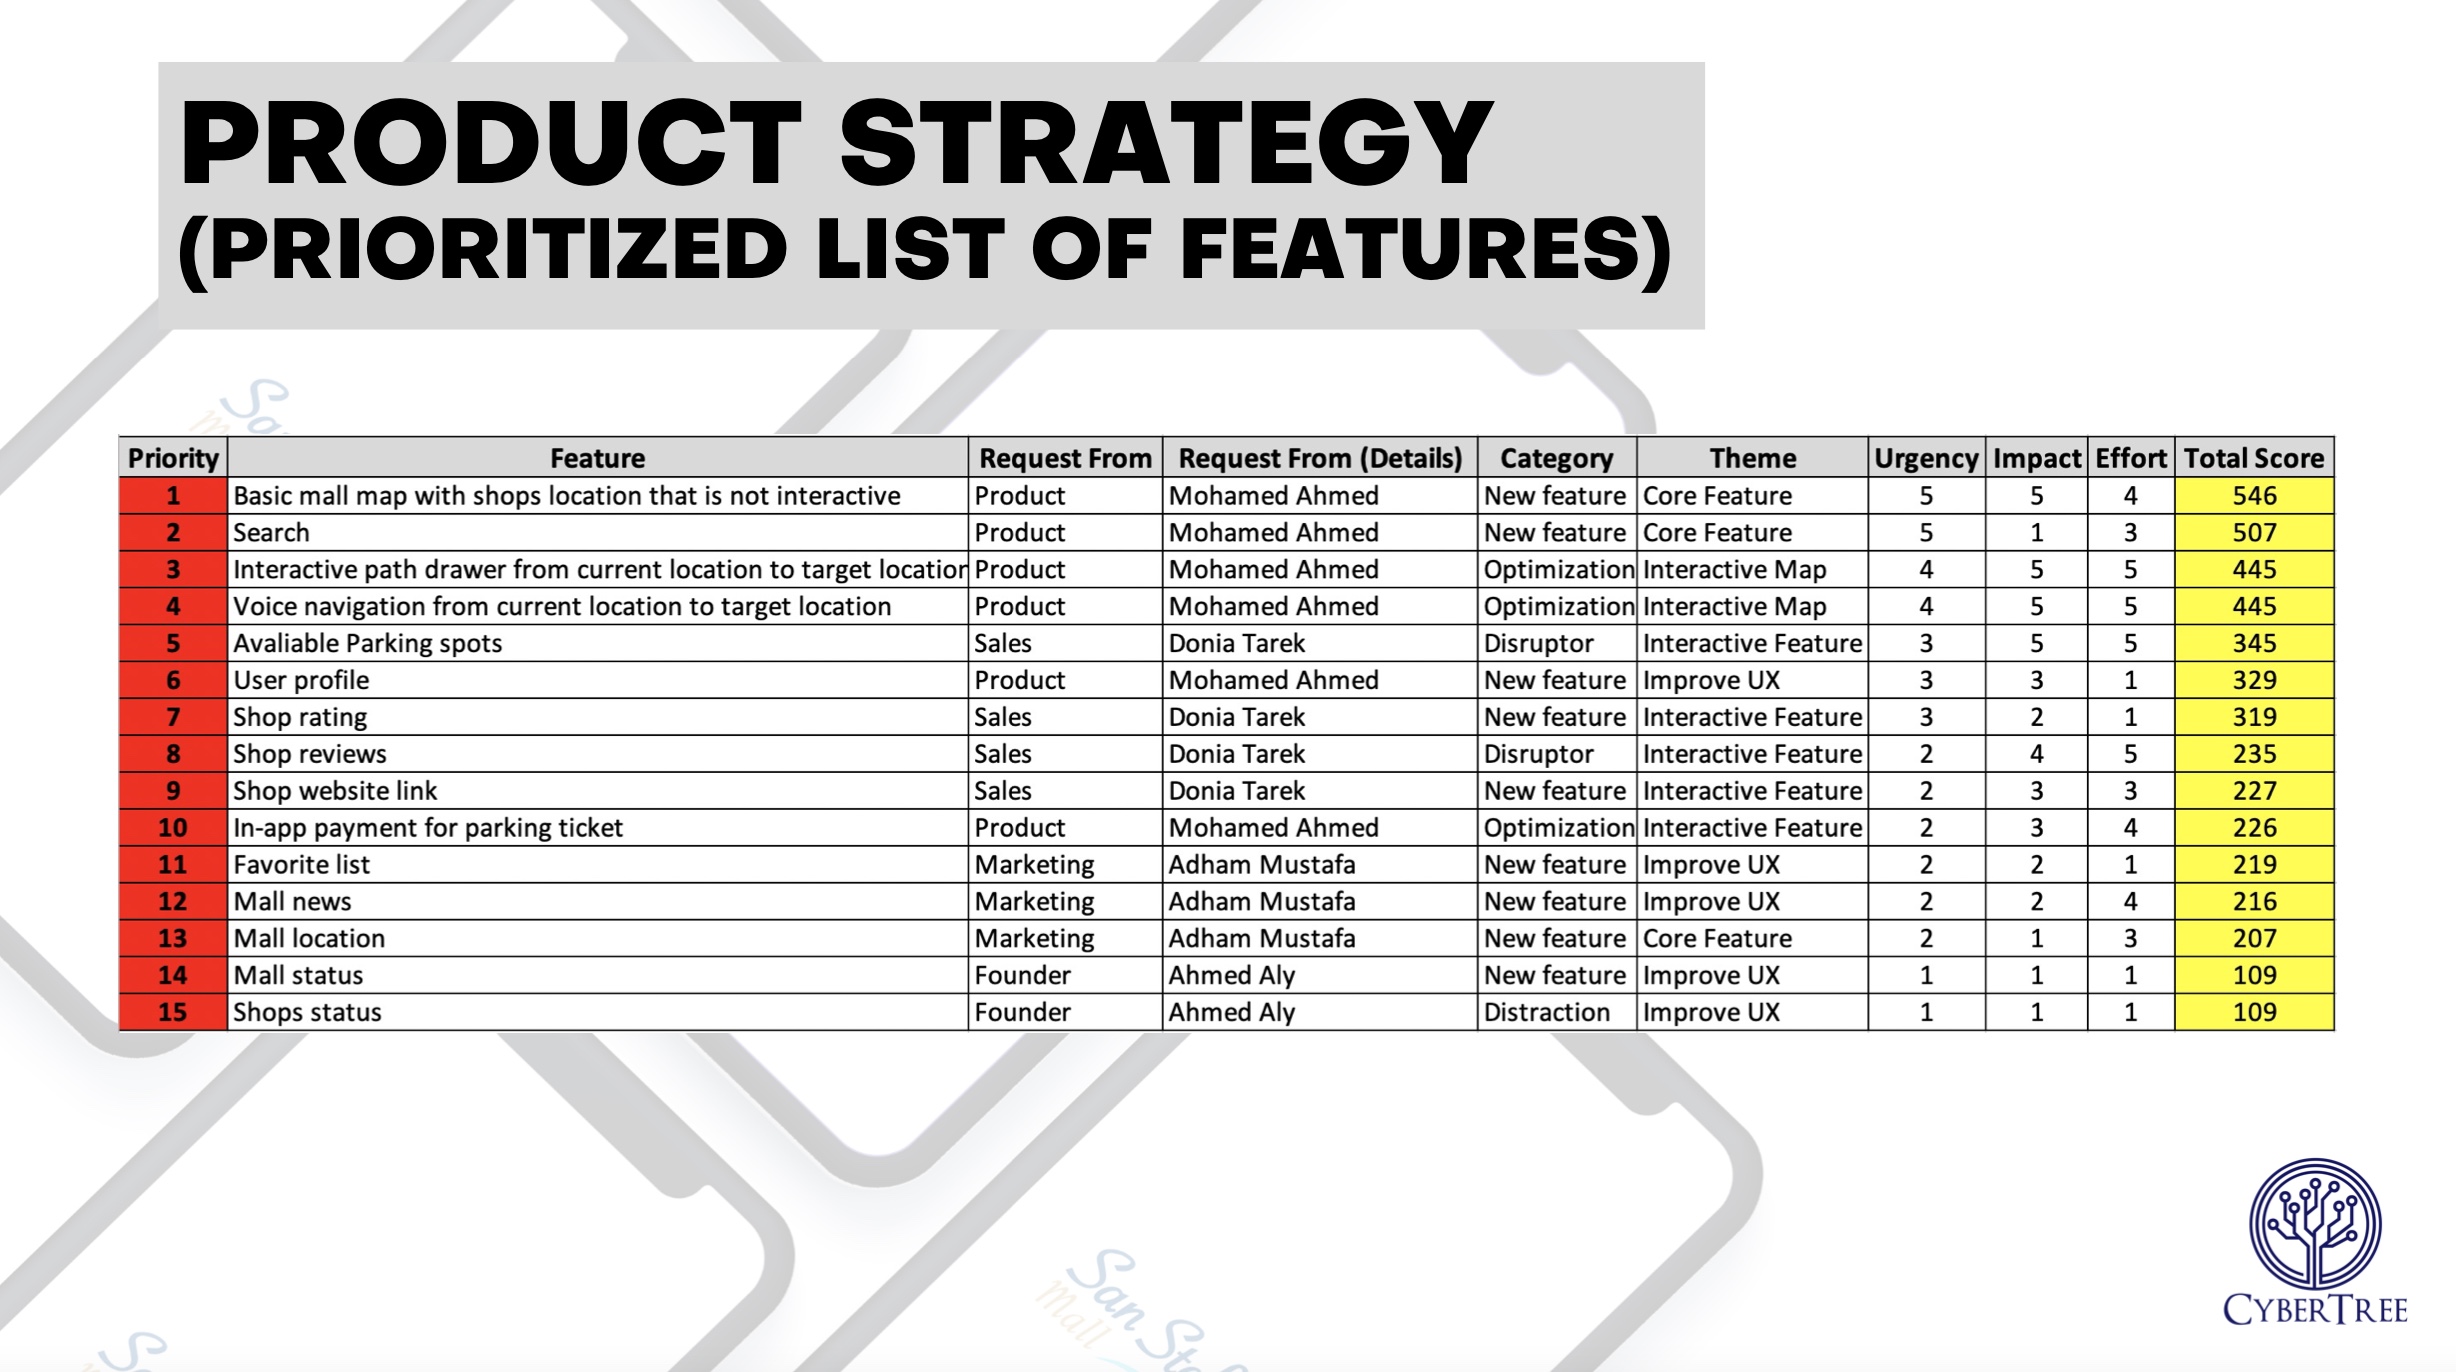 PRODUCT STRATEGY
(PRIORITIZED LIST OF FEATURES)
Priority Feature Request From Request From (Details) Category Theme Urgency Impact Effort Total Score
1 Basic mall map with shops location that is not interactive Product Mohamed Ahmed New feature Core Feature 5 5 4 546
2 Search Product Mohamed Ahmed New feature Core Feature 5 1 3 507
3 Interactive path drawer from current location to target location Product Mohamed Ahmed Optimization Interactive Map 4 5 5 445
4 Voice navigation from current location to target location Product Mohamed Ahmed Optimization Interactive Map 4 5 5 445
5 Avaliable Parking spots Sales Donia Tarek Disruptor Interactive Feature 3 5 5 345
6 User profile Product Mohamed Ahmed New feature Improve UX 3 3 1 329
7 Shop rating Sales Donia Tarek New feature Interactive Feature 3 2 1 319
8 Shop reviews Sales Donia Tarek Disruptor Interactive Feature 2 4 5 235
9 Shop website link Sales Donia Tarek New feature Interactive Feature 2 3 3 227
10 In-app payment for parking ticket Product Mohamed Ahmed Optimization Interactive Feature 2 3 4 226
11 Favorite list Marketing Adham Mustafa New feature Improve UX 2 2 1 219
12 Mall news Marketing Adham Mustafa New feature Improve UX 2 2 4 216
13 Mall location Marketing Adham Mustafa New feature Core Feature 2 1 3 207
14 Mall status Founder Ahmed Aly New feature Improve UX 1 1 1 109
15 Shops status Founder Ahmed Aly Distraction Improve UX 1 1 1 109
San
Mall
CYBERTREE